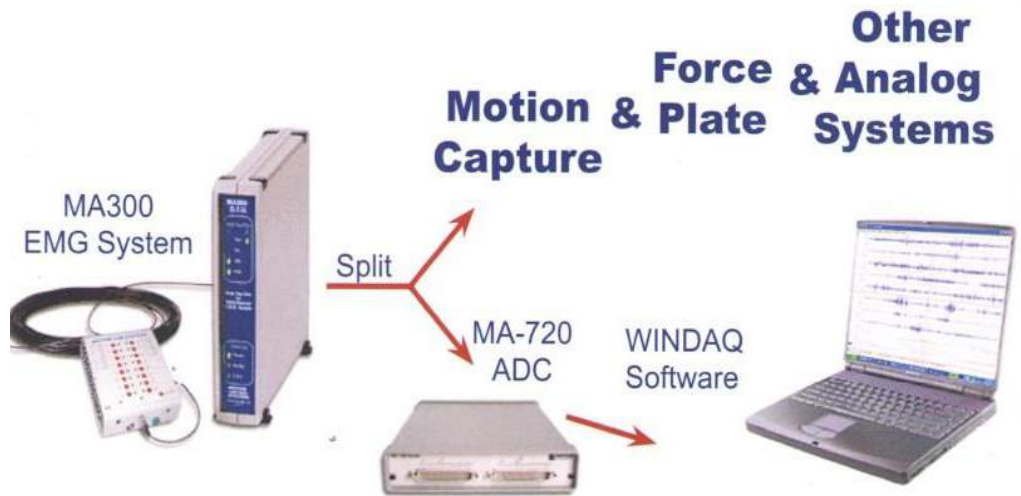 Other
Force & Analog
Motion & Plate Systems
Capture
MA300
EMG System
Split
MA-720
ADC
WINDAQ
Software